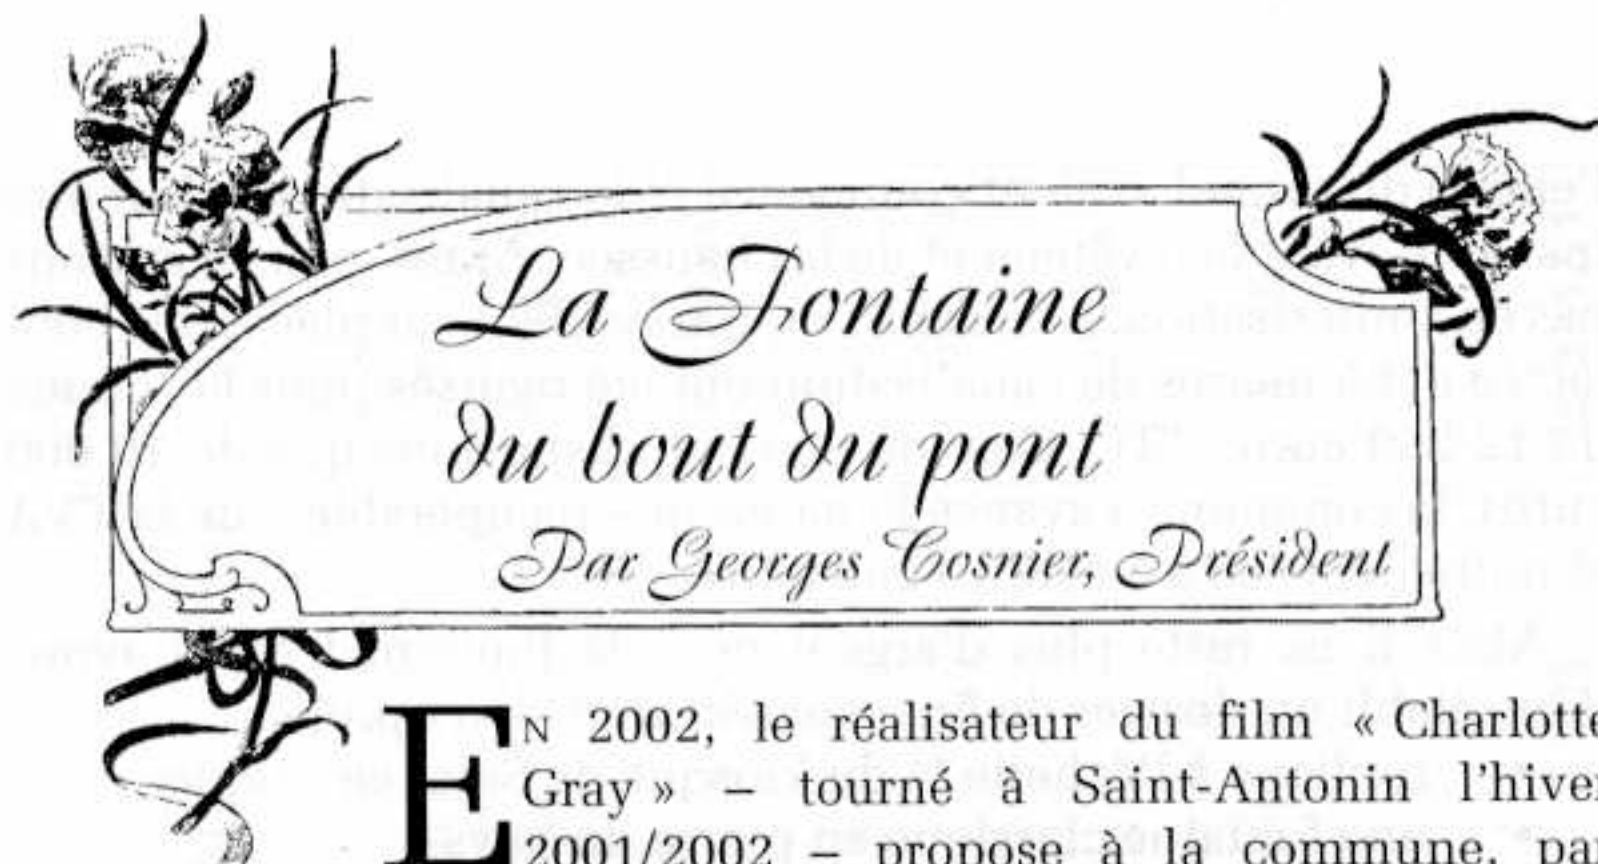 La Fontaine
du bout du pont
Par Georges Cosnier, Président
EN 2002, le réalisateur du film « Charlotte
Gray » – tourné à Saint-Antonin l'hiver
2001/2002 – propose à la commune, par